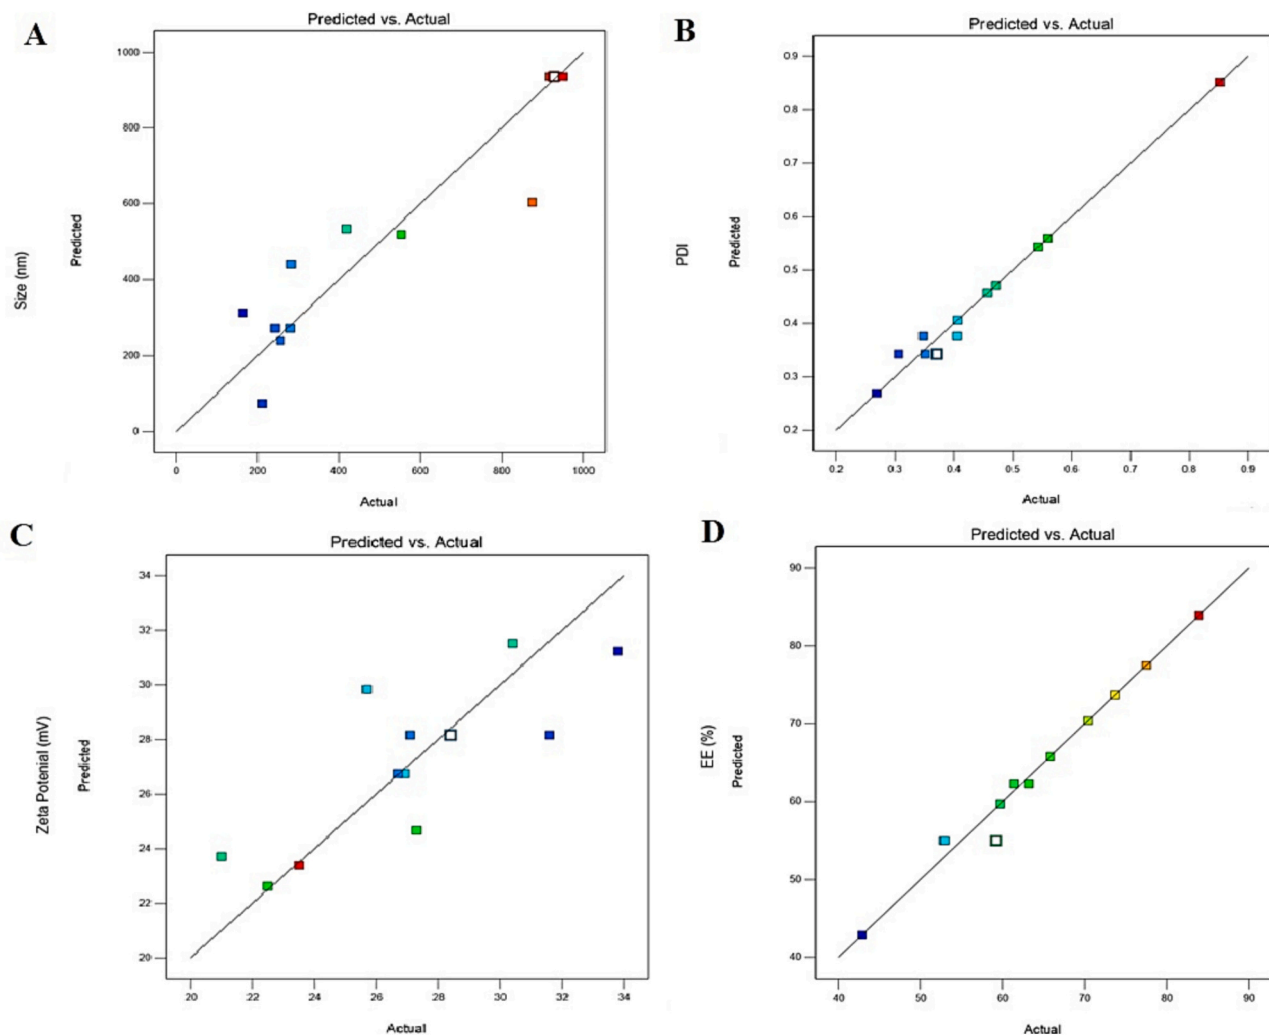 A
Predicted vs. Actual
1000
800
600
400
200
0
Size (nm)
Predicted
0 200 400 600 800 1000
Actual
B
Predicted vs. Actual
0.9
0.8
0.7
0.6
0.5
0.4
0.3
0.2
PDI
Predicted
0.2 0.3 0.4 0.5 0.6 0.7 0.8 0.9
Actual
C
Predicted vs. Actual
34
32
30
28
26
24
22
20
Zeta Potential (mV)
Predicted
20 22 24 26 28 30 32 34
Actual
D
Predicted vs. Actual
90
80
70
60
50
40
EE (%)
Predicted
40 50 60 70 80 90
Actual